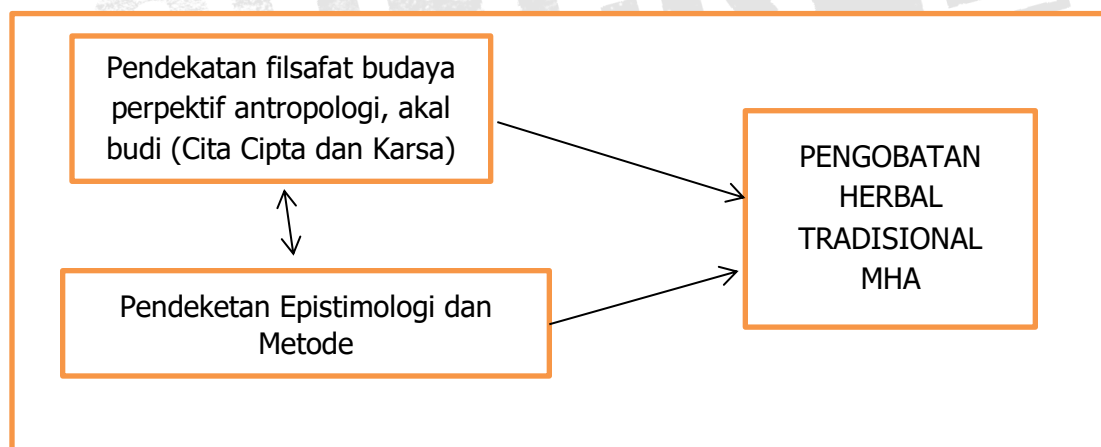 Pendekatan filsafat budaya
perpektif antropologi, akal
budi (Cita Cipta dan Karsa)
Pendeketan Epistimologi dan
Metode
PENGOBATAN
HERBAL
TRADISIONAL
MHA